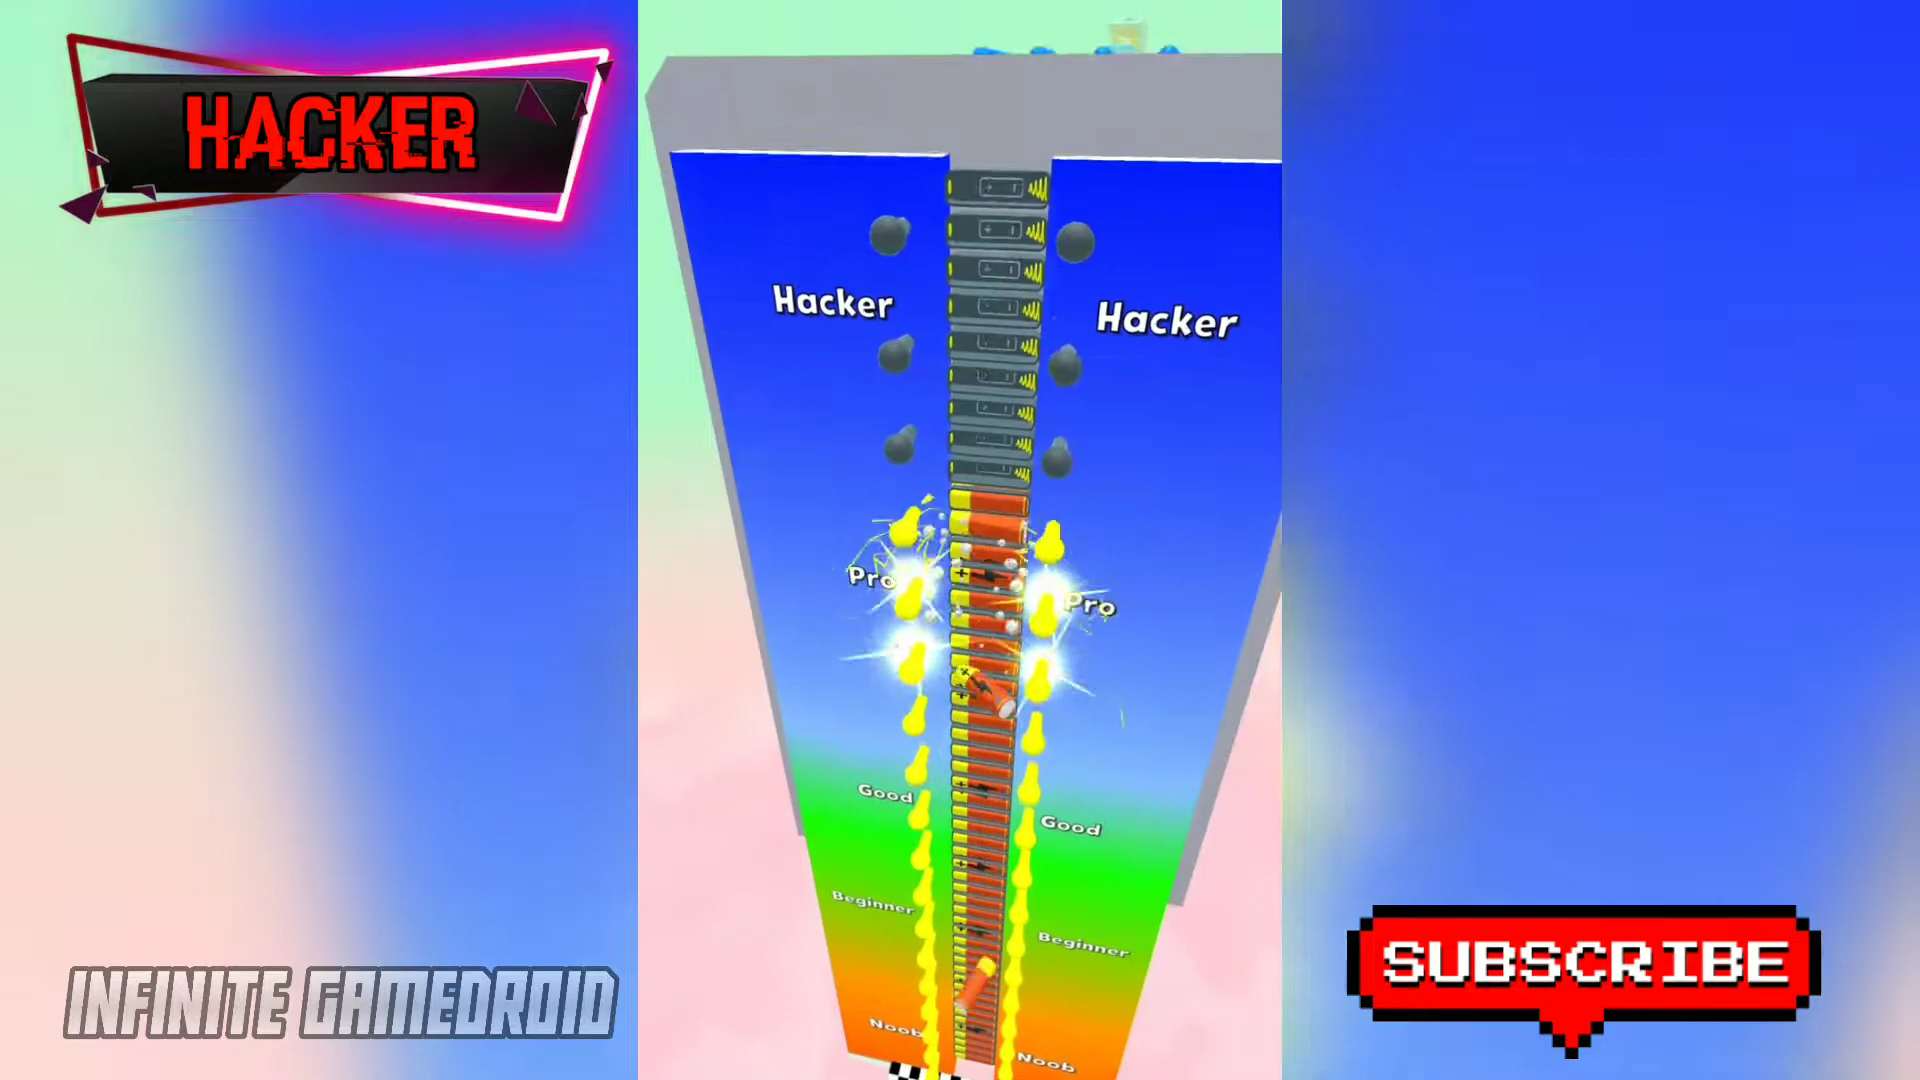 HACKER
Hacker
Hacker
Pro
Pro
Good
Good
Beginner
Beginner
Noob
Noob
INFINITE GAMEDROID
SUBSCRIBE